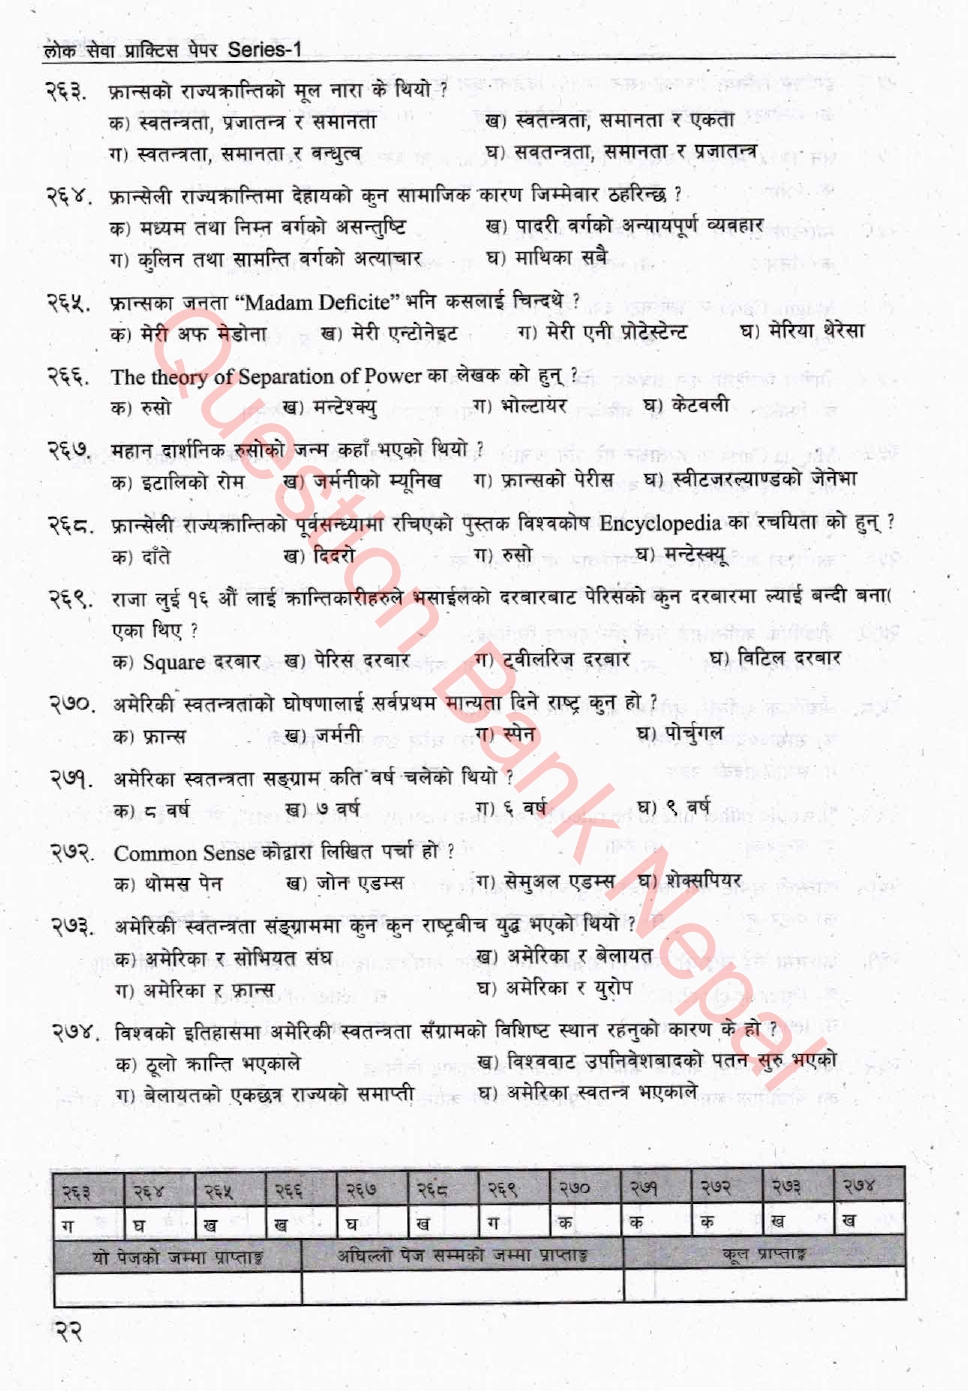 लोक सेवा प्राक्टिस पेपर Series-1
२६३. फ्रान्सको राज्यक्रान्तिको मूल नारा के थियो ?
क) स्वतन्त्रता, प्रजातन्त्र र समानता ख) स्वतन्त्रता, समानता र एकता
ग) स्वतन्त्रता, समानता र बन्धुत्व घ) सवतन्त्रता, समानता र प्रजातन्त्र
२६४. फ्रान्सेली राज्यक्रान्तिमा देहायको कुन सामाजिक कारण जिम्मेवार ठहरिन्छ ?
क) मध्यम तथा निम्न वर्गको असन्तुष्टि ख) पादरी वर्गको अन्यायपूर्ण व्यवहार
ग) कुलिन तथा सामन्ति वर्गको अत्याचार घ) माथिका सबै
२६५. फ्रान्सका जनता “Madam Deficite” भनि कसलाई चिन्दथे ?
क) मेरी अफ मेडोना ख) मेरी एन्टोनेइट ग) मेरी एनी प्रोटेस्टेन्ट घ) मेरिया थेरेसा
२६६. The theory of Separation of Power का लेखक को हुन् ?
क) रुसो ख) मन्टेश्क्यु ग) भोल्टायर घ) केटवली
२६७. महान दार्शनिक रुसोको जन्म कहाँ भएको थियो ?
क) इटालिको रोम ख) जर्मनीको म्यूनिख ग) फ्रान्सको पेरीस घ) स्वीटजरल्याण्डको जेनेभा
२६८. फ्रान्सेली राज्यक्रान्तिको पूर्वसन्ध्यामा रचिएको पुस्तक विश्वकोष Encyclopedia का रचयिता को हुन् ?
क) दाँते ख) दिदरो ग) रुसो घ) मन्टेस्क्यू
२६९. राजा लुई १६ औं लाई क्रान्तिकारीहरुले भर्साइलको दरबारबाट पेरिसको कुन दरबारमा ल्याई बन्दी बना(
एका थिए ?
क) Square दरबार ख) पेरिस दरबार ग) ट्वीलरिज दरबार घ) विटिल दरबार
२७०. अमेरिकी स्वतन्त्रताको घोषणालाई सर्वप्रथम मान्यता दिने राष्ट्र कुन हो ?
क) फ्रान्स ख) जर्मनी ग) स्पेन घ) पोर्चुगल
२७१. अमेरिका स्वतन्त्रता सङ्ग्राम कति वर्ष चलेको थियो ?
क) ८ वर्ष ख) ७ वर्ष ग) ६ वर्ष घ) ९ वर्ष
२७२. Common Sense कोद्वारा लिखित पर्चा हो ?
क) थोमस पेन ख) जोन एडम्स ग) सेमुअल एडम्स घ) शेक्सपियर
२७३. अमेरिकी स्वतन्त्रता संङ्ग्राममा कुन कुन राष्ट्रबीच युद्ध भएको थियो ?
क) अमेरिका र सोभियत संघ ख) अमेरिका र बेलायत
ग) अमेरिका र फ्रान्स घ) अमेरिका र युरोप
२७४. विश्वको इतिहासमा अमेरिकी स्वतन्त्रता सँग्रामको विशिष्ट स्थान रहनुको कारण के हो ?
क) ठूलो क्रान्ति भएकाले ख) विश्ववाट उपनिवेशबादको पतन सुरु भएको
ग) बेलायतको एकछत्र राज्यको समाप्ती घ) अमेरिका स्वतन्त्र भएकाले
Question Bank Nepal
२६३ २६४ २६५ २६६ २६७ २६८ २६९ २७० २७१ २७२ २७३ २७४
ग घ ख ख घ ख ग क क क ख ख
यो पेजको जम्मा प्राप्ताङ्क अघिल्लो पेज सम्मको जम्मा प्राप्ताङ्क कूल प्राप्ताङ्क
२२